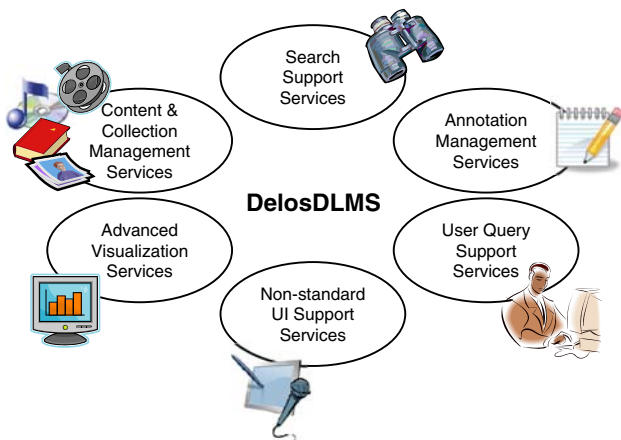 Search
Support
Services
Content &
Collection
Management
Services
Annotation
Management
Services
DelosDLMS
Advanced
Visualization
Services
User Query
Support
Services
Non-standard
UI Support
Services